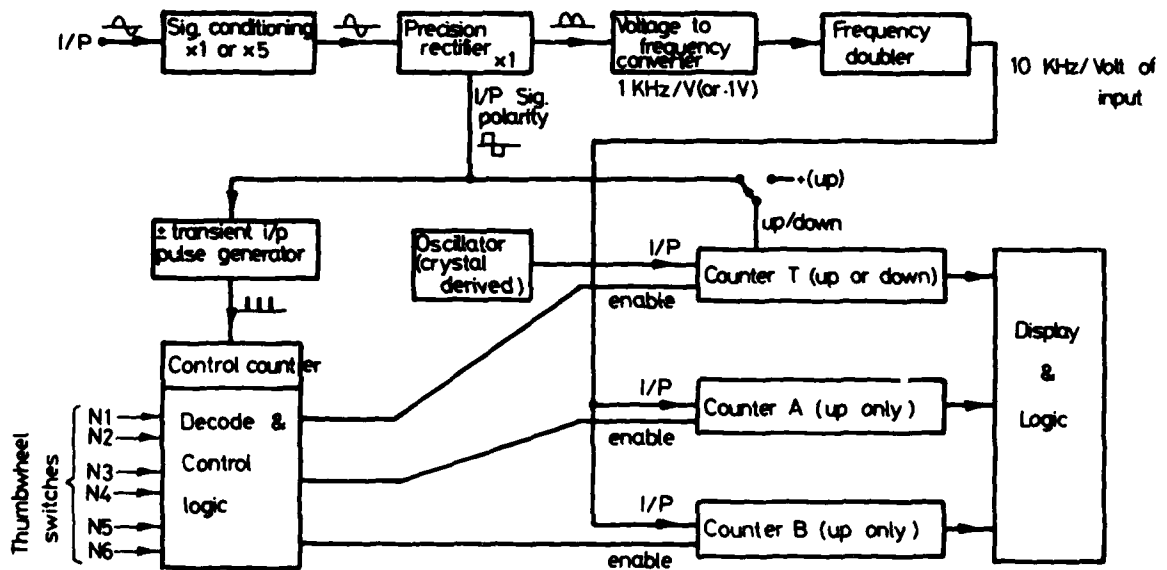 I/P
Sig. conditioning
×1 or ×5
Precision
rectifier
×1
Voltage to
frequency
converter
1 KHz/V(or ·1V)
Frequency
doubler
10 KHz/Volt of
input
I/P Sig.
polarity
+(up)
up/down
± transient i/p
pulse generator
Oscillator
(crystal
derived)
I/P
Counter T (up or down)
enable
Control counter
Decode &
Control
logic
Thumbwheel
switches
N1
N2
N3
N4
N5
N6
I/P
Counter A (up only)
enable
I/P
Counter B (up only)
enable
Display
&
Logic